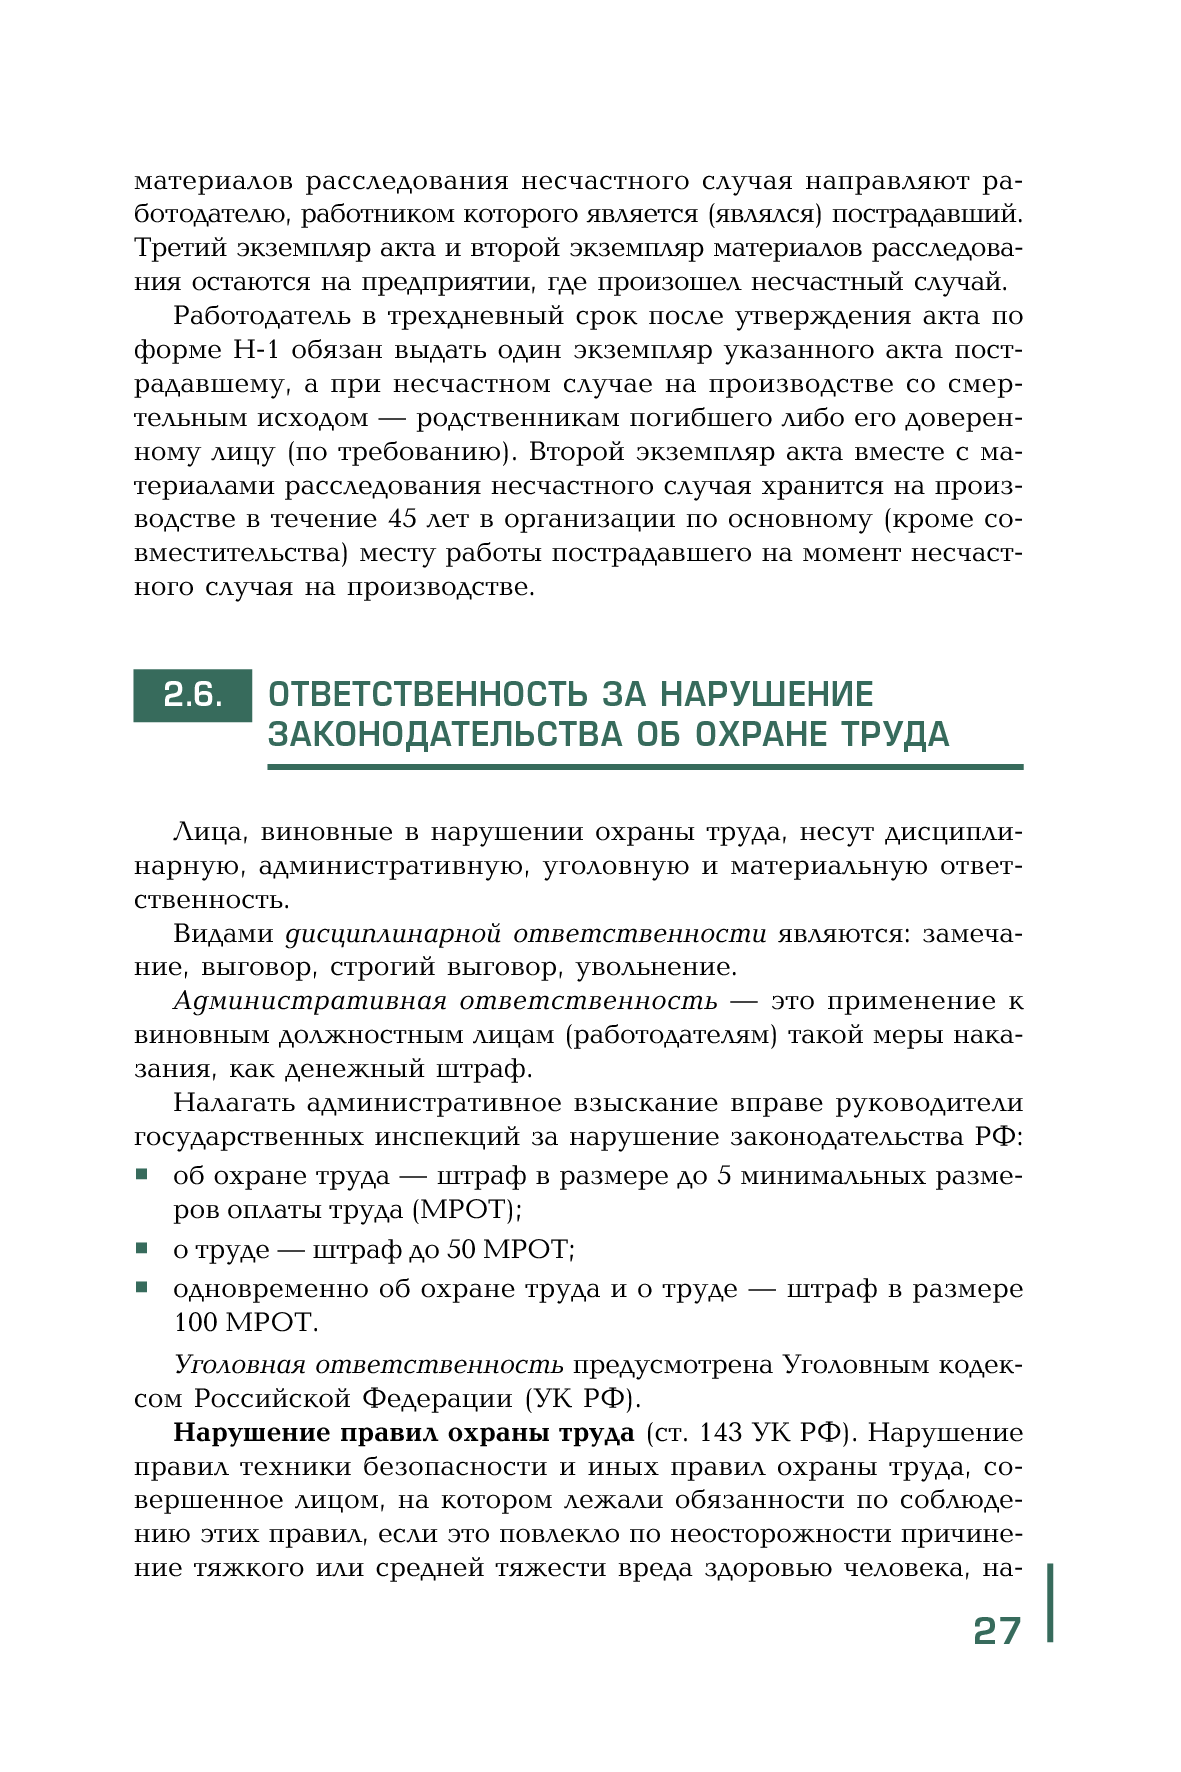 материалов расследования несчастного случая направляют ра-
ботодателю, работником которого является (являлся) пострадавший.
Третий экземпляр акта и второй экземпляр материалов расследова-
ния остаются на предприятии, где произошел несчастный случай.
Работодатель в трехдневный срок после утверждения акта по
форме Н-1 обязан выдать один экземпляр указанного акта пост-
радавшему, а при несчастном случае на производстве со смер-
тельным исходом — родственникам погибшего либо его доверен-
ному лицу (по требованию). Второй экземпляр акта вместе с ма-
териалами расследования несчастного случая хранится на произ-
водстве в течение 45 лет в организации по основному (кроме со-
вместительства) месту работы пострадавшего на момент несчаст-
ного случая на производстве.
2.6. ОТВЕТСТВЕННОСТЬ ЗА НАРУШЕНИЕ
ЗАКОНОДАТЕЛЬСТВА ОБ ОХРАНЕ ТРУДА
Лица, виновные в нарушении охраны труда, несут дисципли-
нарную, административную, уголовную и материальную ответ-
ственность.
Видами дисциплинарной ответственности являются: замеча-
ние, выговор, строгий выговор, увольнение.
Административная ответственность — это применение к
виновным должностным лицам (работодателям) такой меры нака-
зания, как денежный штраф.
Налагать административное взыскание вправе руководители
государственных инспекций за нарушение законодательства РФ:
■ об охране труда — штраф в размере до 5 минимальных разме-
ров оплаты труда (МРОТ);
■ о труде — штраф до 50 МРОТ;
■ одновременно об охране труда и о труде — штраф в размере
100 МРОТ.
Уголовная ответственность предусмотрена Уголовным кодек-
сом Российской Федерации (УК РФ).
Нарушение правил охраны труда (ст. 143 УК РФ). Нарушение
правил техники безопасности и иных правил охраны труда, со-
вершенное лицом, на котором лежали обязанности по соблюде-
нию этих правил, если это повлекло по неосторожности причине-
ние тяжкого или средней тяжести вреда здоровью человека, на-
27